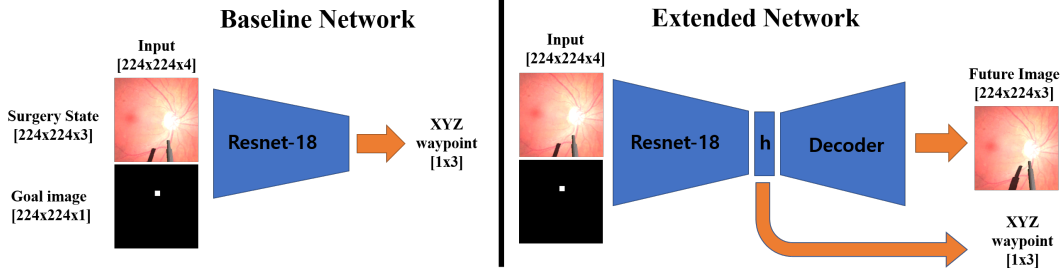 Baseline Network
Input
[224x224x4]
Surgery State
[224x224x3]
Goal image
[224x224x1]
Resnet-18
XYZ
waypoint
[1x3]
Extended Network
Input
[224x224x4]
Resnet-18
h
Decoder
Future Image
[224x224x3]
XYZ
waypoint
[1x3]